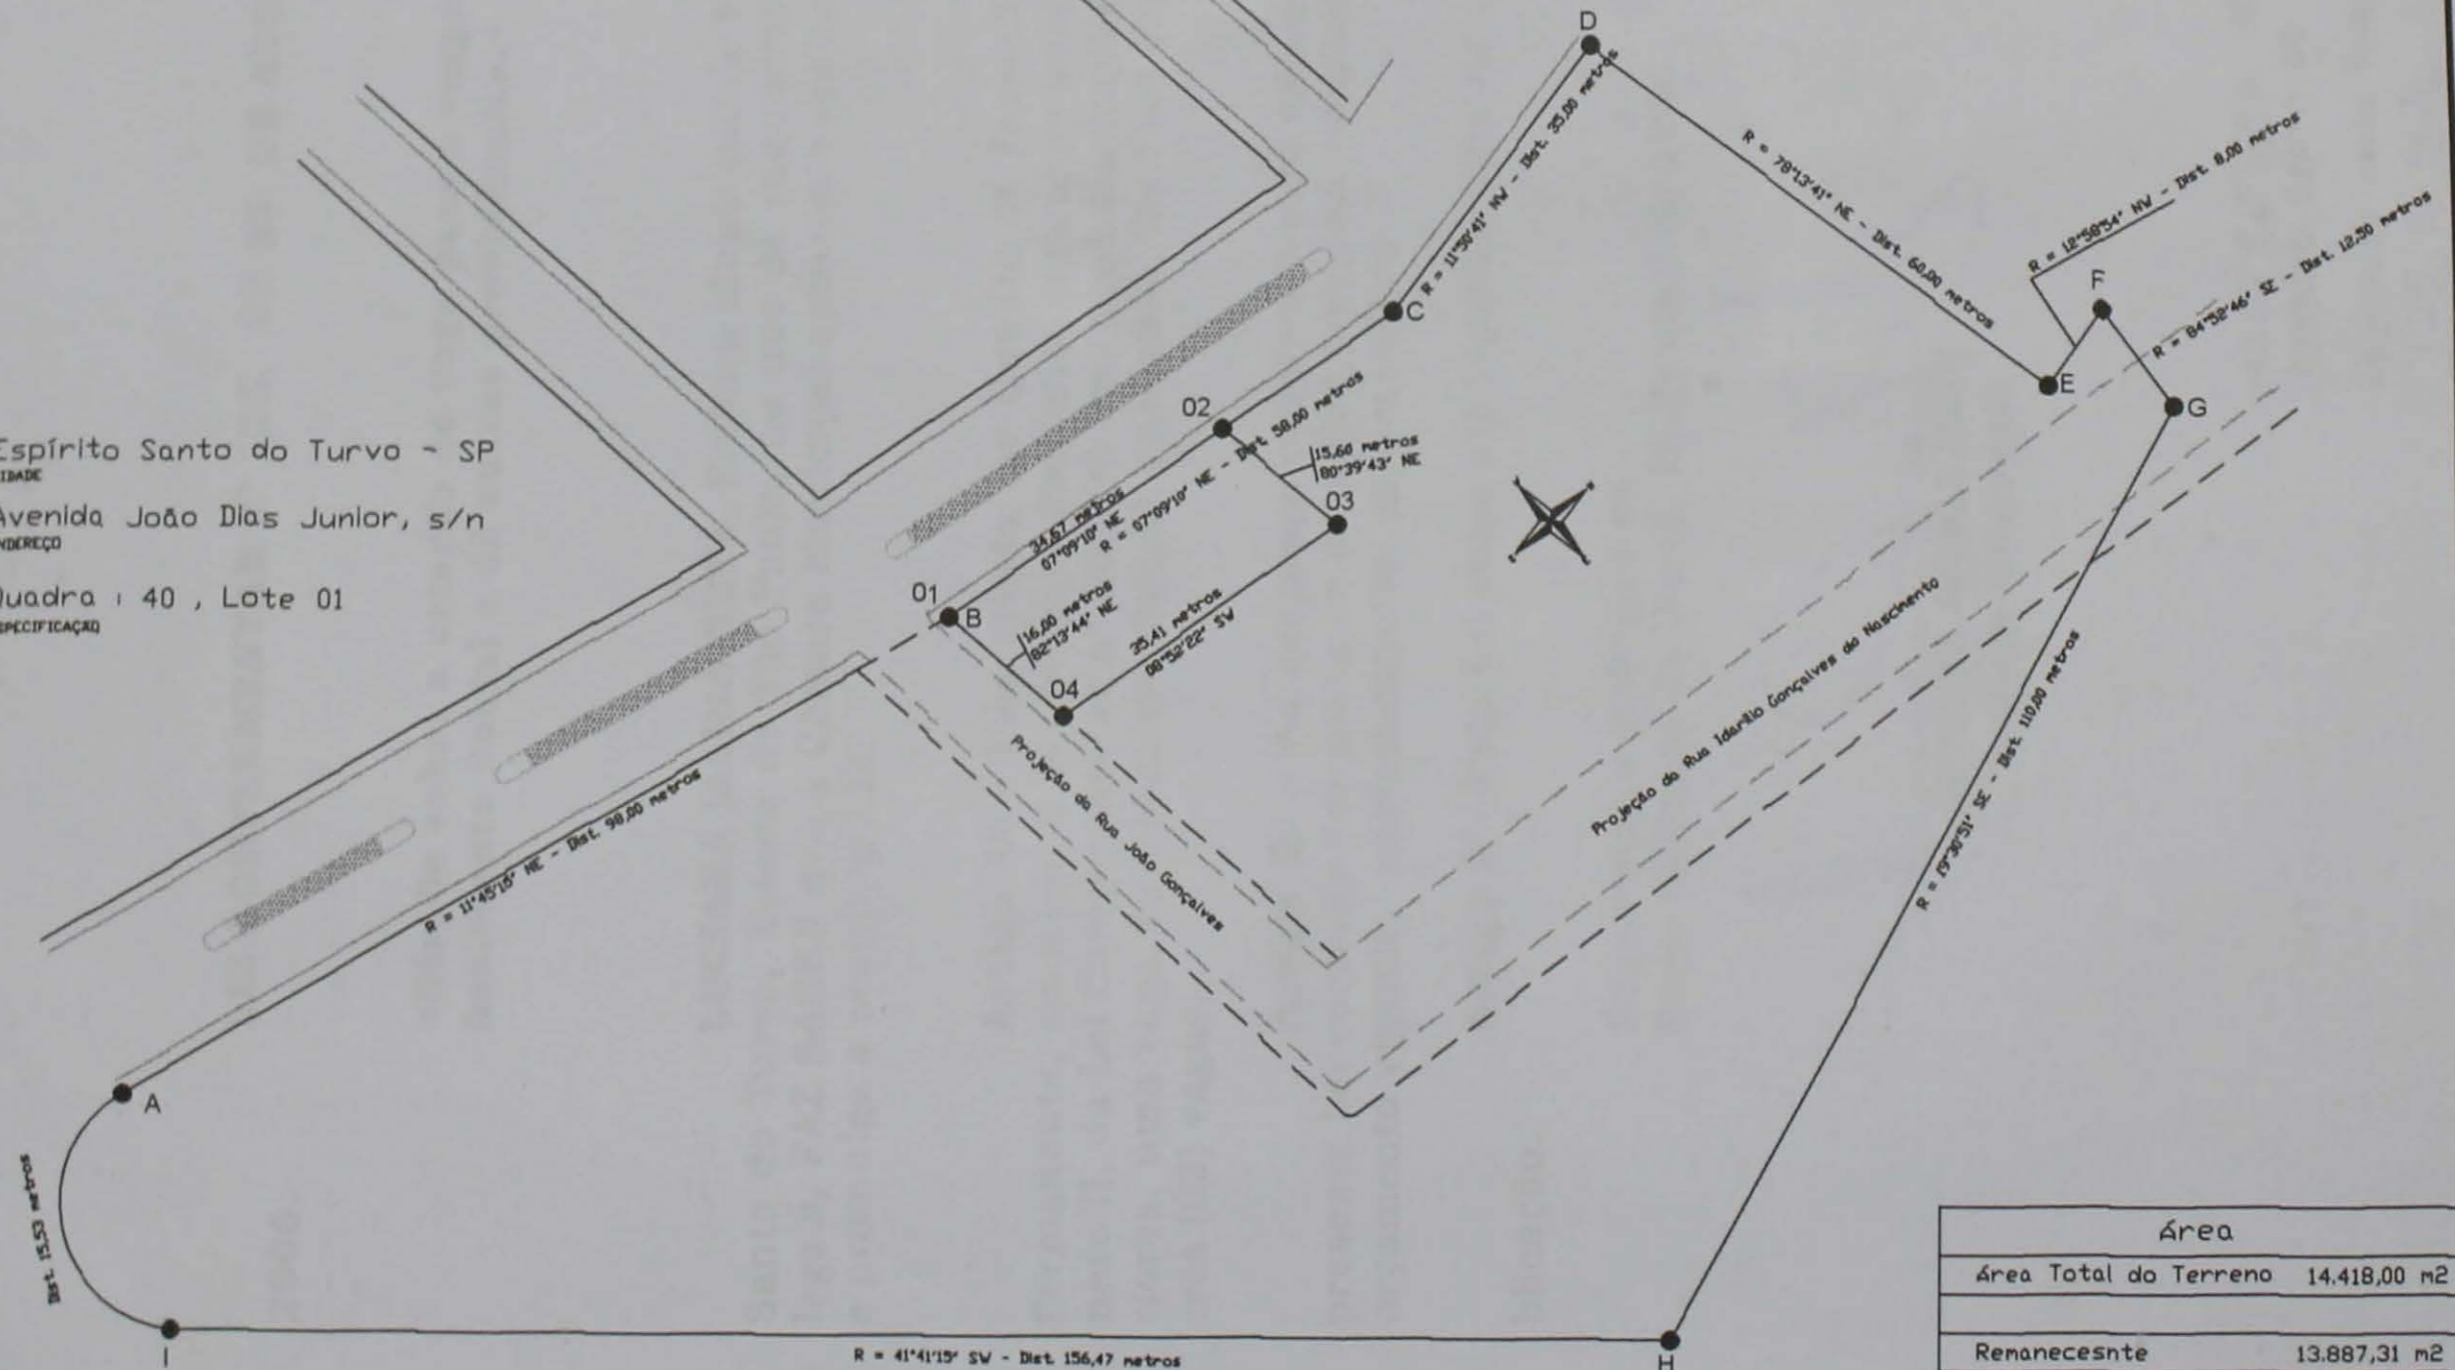 Espírito Santo do Turvo - SP
Avenida João Dias Junior, s/n
Quadra : 40 , Lote 01
D
R = 11°50'41" NW - Dist. 35,00 metros
R = 78°13'41" NE - Dist. 60,00 metros
R = 12°58'54" NW - Dist. 8,00 metros
F
R = 84°52'46" SE - Dist. 12,50 metros
C
E
G
02
R = 07°09'10" NE - Dist. 58,00 metros
15,60 metros
80°39'43" NE
03
34,67 metros
07°09'10" NE
01
B
16,00 metros
82°13'44" NE
35,41 metros
08°52'22" SW
04
Projeção da Rua João Gonçalves
Projeção da Rua Idarílio Gonçalves do Nascimento
R = 19°30'51" SE - Dist. 110,00 metros
R = 11°45'15" NE - Dist. 98,00 metros
A
Dist. 15,53 metros
I
R = 41°41'15" SW - Dist. 156,47 metros
H
Área
Área Total do Terreno 14.418,00 m2
Remanecesnte 13.887,31 m2